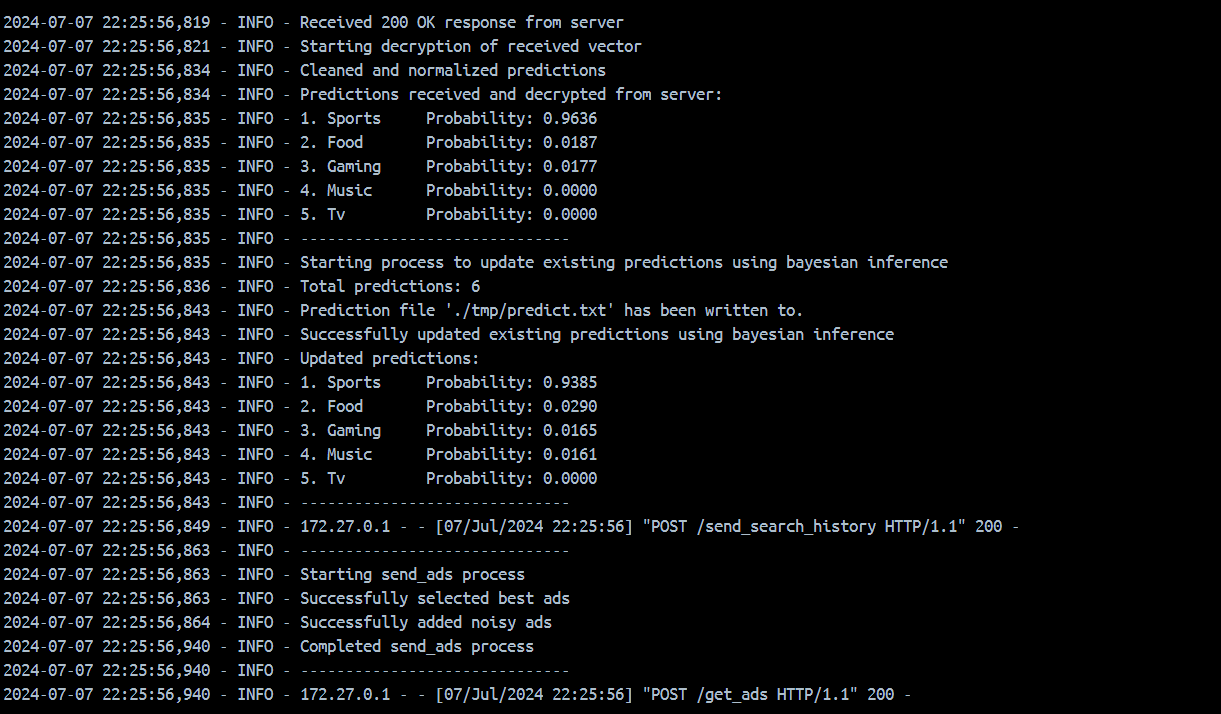 2024-07-07 22:25:56,819 - INFO - Received 200 OK response from server
2024-07-07 22:25:56,821 - INFO - Starting decryption of received vector
2024-07-07 22:25:56,834 - INFO - Cleaned and normalized predictions
2024-07-07 22:25:56,834 - INFO - Predictions received and decrypted from server:
2024-07-07 22:25:56,835 - INFO - 1. Sports     Probability: 0.9636
2024-07-07 22:25:56,835 - INFO - 2. Food       Probability: 0.0187
2024-07-07 22:25:56,835 - INFO - 3. Gaming     Probability: 0.0177
2024-07-07 22:25:56,835 - INFO - 4. Music      Probability: 0.0000
2024-07-07 22:25:56,835 - INFO - 5. Tv         Probability: 0.0000
2024-07-07 22:25:56,835 - INFO - ------------------------------
2024-07-07 22:25:56,835 - INFO - Starting process to update existing predictions using bayesian inference
2024-07-07 22:25:56,836 - INFO - Total predictions: 6
2024-07-07 22:25:56,843 - INFO - Prediction file './tmp/predict.txt' has been written to.
2024-07-07 22:25:56,843 - INFO - Successfully updated existing predictions using bayesian inference
2024-07-07 22:25:56,843 - INFO - Updated predictions:
2024-07-07 22:25:56,843 - INFO - 1. Sports     Probability: 0.9385
2024-07-07 22:25:56,843 - INFO - 2. Food       Probability: 0.0290
2024-07-07 22:25:56,843 - INFO - 3. Gaming     Probability: 0.0165
2024-07-07 22:25:56,843 - INFO - 4. Music      Probability: 0.0161
2024-07-07 22:25:56,843 - INFO - 5. Tv         Probability: 0.0000
2024-07-07 22:25:56,843 - INFO - ------------------------------
2024-07-07 22:25:56,849 - INFO - 172.27.0.1 - - [07/Jul/2024 22:25:56] "POST /send_search_history HTTP/1.1" 200 -
2024-07-07 22:25:56,863 - INFO - ------------------------------
2024-07-07 22:25:56,863 - INFO - Starting send_ads process
2024-07-07 22:25:56,863 - INFO - Successfully selected best ads
2024-07-07 22:25:56,864 - INFO - Successfully added noisy ads
2024-07-07 22:25:56,940 - INFO - Completed send_ads process
2024-07-07 22:25:56,940 - INFO - ------------------------------
2024-07-07 22:25:56,940 - INFO - 172.27.0.1 - - [07/Jul/2024 22:25:56] "POST /get_ads HTTP/1.1" 200 -